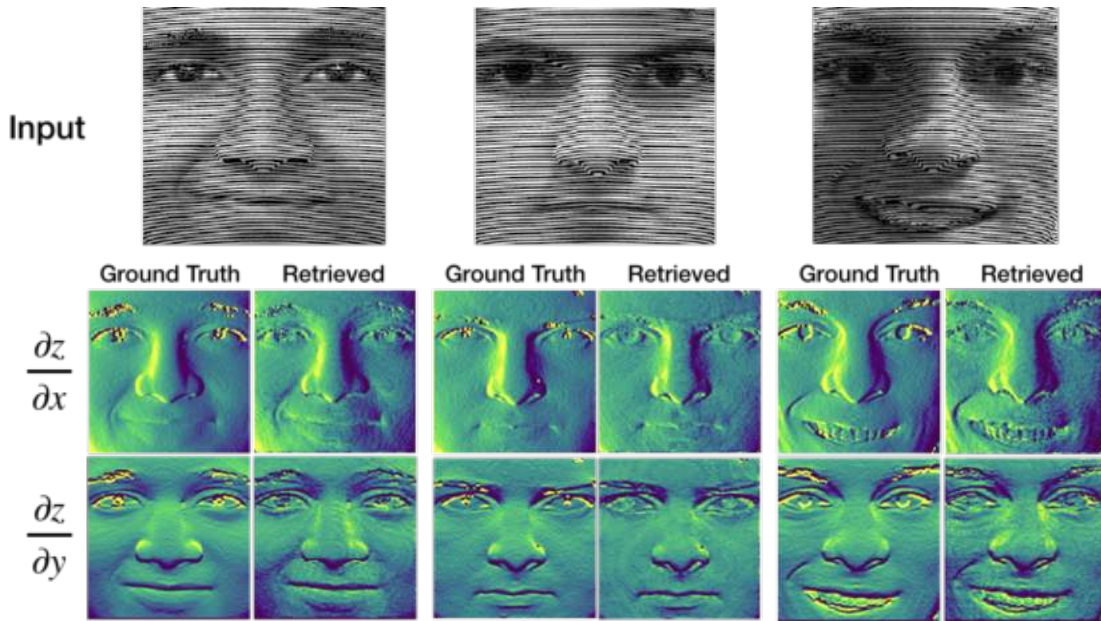 Input
Ground Truth Retrieved Ground Truth Retrieved Ground Truth Retrieved
∂z
∂x
∂z
∂y